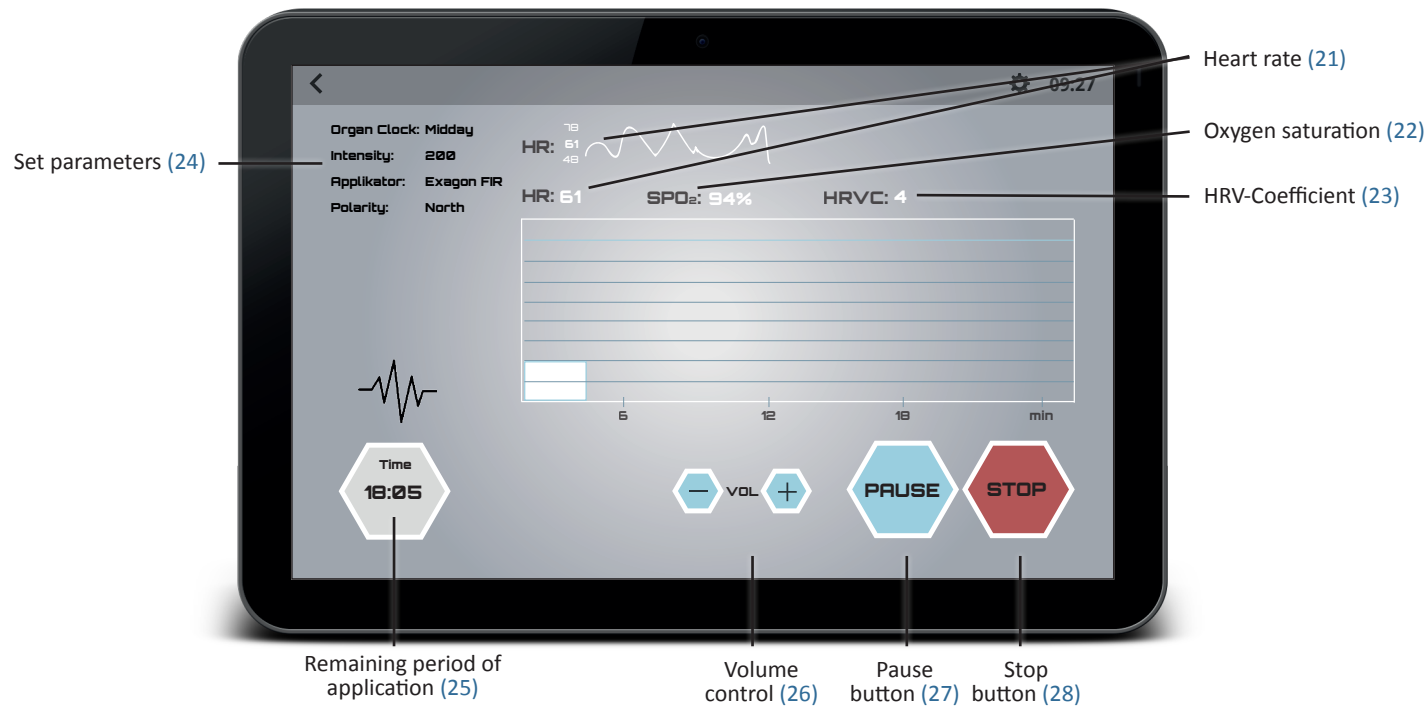 Heart rate (21)
09:27
Organ Clock: Midday
78
Oxygen saturation (22)
HR: 61
Set parameters (24)
Intensity: 200
48
Applikator: Exagon FIR
HR: 61 SPO₂: 94% HRVC: 4
HRV-Coefficient (23)
Polarity: North
6 12 18 min
Time
18:05
VOL
PAUSE
STOP
Remaining period of
application (25)
Volume
control (26)
Pause
button (27)
Stop
button (28)